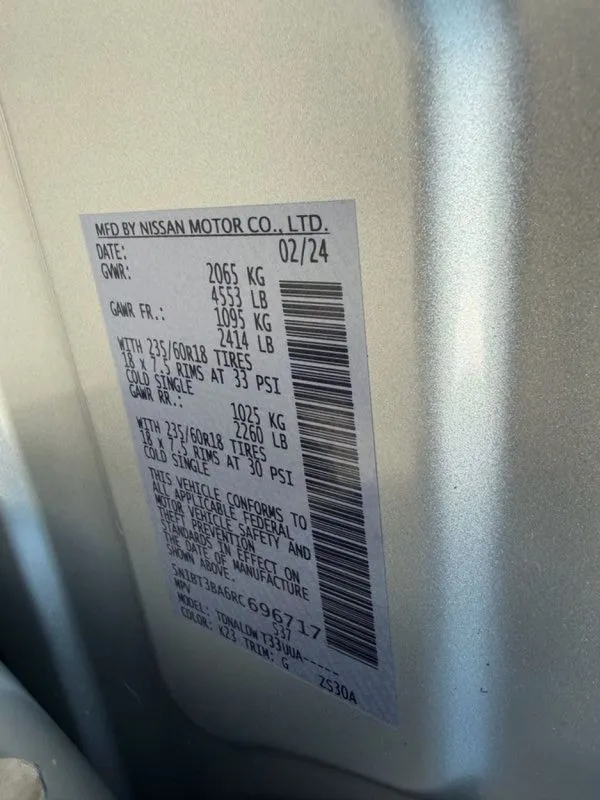 MFD BY NISSAN MOTOR CO., LTD.
DATE: 02/24
GVWR: 2065 KG
4553 LB
GAWR FR.: 1095 KG
2414 LB
WITH 235/60R18 TIRES
18 X 7.5 RIMS AT 33 PSI
COLD SINGLE
GAWR RR.: 1025 KG
2260 LB
WITH 235/60R18 TIRES
18 X 7.5 RIMS AT 30 PSI
COLD SINGLE
THIS VEHICLE CONFORMS TO
ALL APPLICABLE FEDERAL
MOTOR VEHICLE SAFETY AND
THEFT PREVENTION
STANDARDS IN EFFECT ON
THE DATE OF MANUFACTURE
SHOWN ABOVE.
5N1BT3BA6RC696717
MPV S37
MODEL: TDNALDW T33UUA-----
COLOR: K23 TRIM: G ZS30A